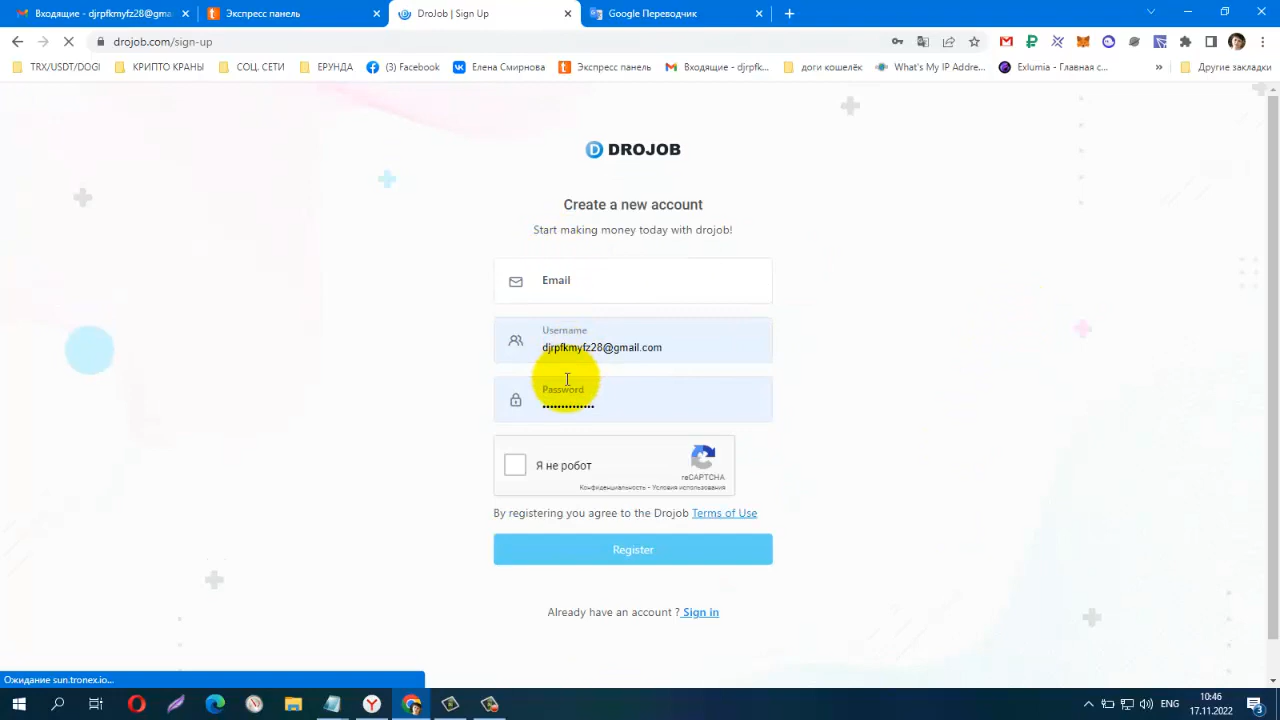 Входящие - djrpfkmyfz28@gma
Экспресс панель
DroJob | Sign Up
Google Переводчик
drojob.com/sign-up
TRX/USDT/DOGI
КРИПТО КРАНЫ
СОЦ. СЕТИ
ЕРУНДА
(3) Facebook
Елена Смирнова
Экспресс панель
Входящие - djrpfk...
доги кошелёк
What's My IP Addre...
Exlumia - Главная с...
»
Другие закладки
DROJOB
Create a new account
Start making money today with drojob!
Email
Username
djrpfkmyfz28@gmail.com
Password
Я не робот
reCAPTCHA
Конфиденциальность - Условия использования
By registering you agree to the Drojob Terms of Use
Register
Already have an account ? Sign in
Ожидание sun.tronex.io...
ENG
10:46
17.11.2022
3